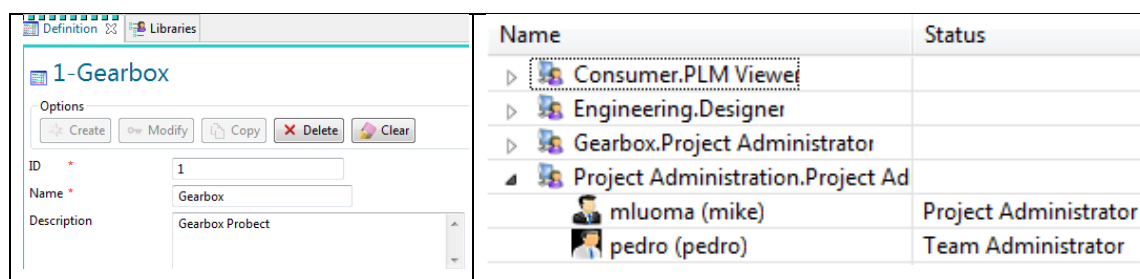 Definition Libraries
1-Gearbox
Options
Create Modify Copy Delete Clear
ID * 1
Name * Gearbox
Description Gearbox Probect
Name Status
Consumer.PLM Viewer
Engineering.Designer
Gearbox.Project Administrator
Project Administration.Project Ad
mluoma (mike) Project Administrator
pedro (pedro) Team Administrator